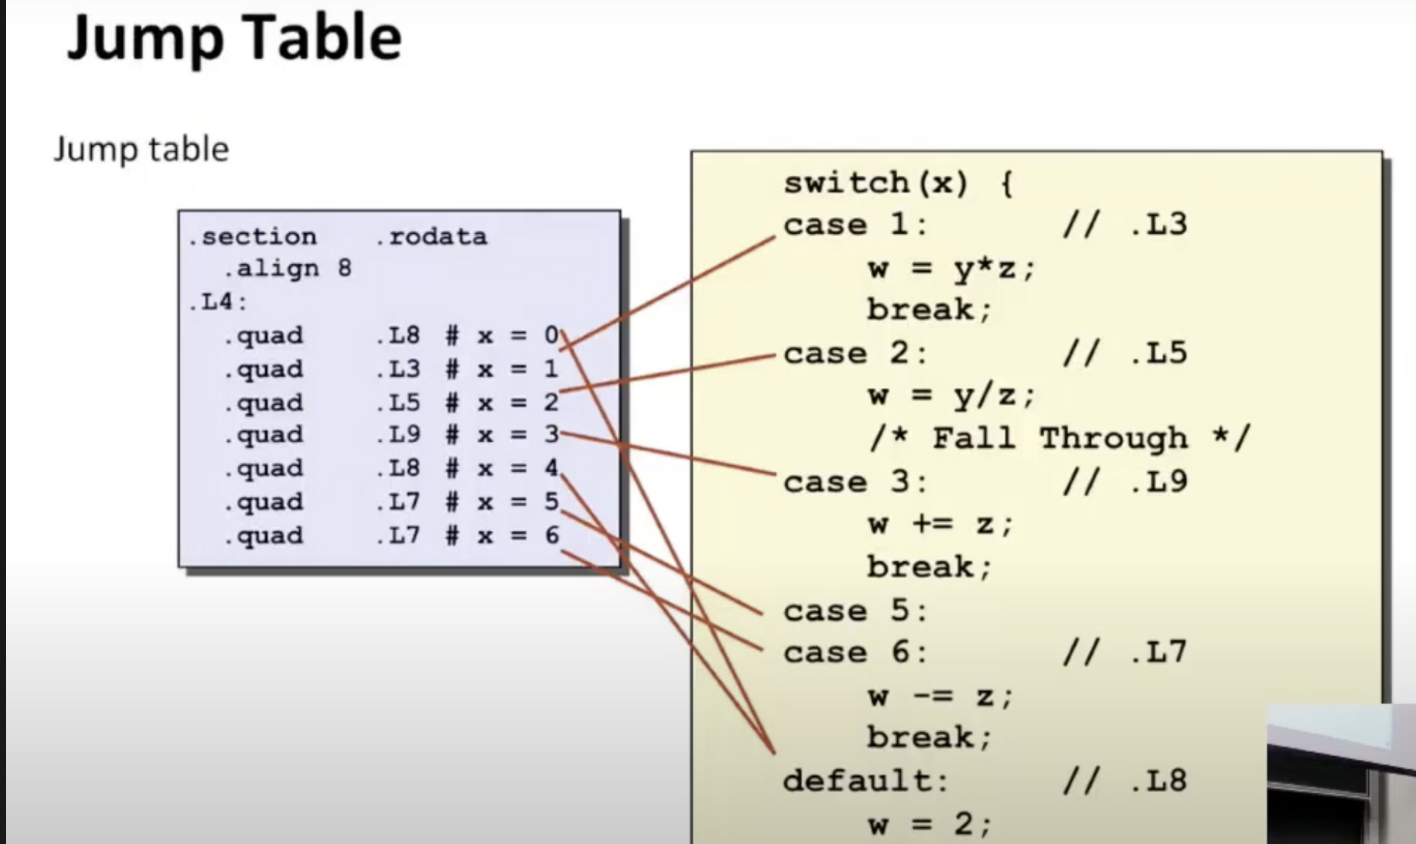 Jump Table
Jump table
.section .rodata
.align 8
.L4:
.quad .L8 # x = 0
.quad .L3 # x = 1
.quad .L5 # x = 2
.quad .L9 # x = 3
.quad .L8 # x = 4
.quad .L7 # x = 5
.quad .L7 # x = 6
switch(x) {
case 1: // .L3
w = y*z;
break;
case 2: // .L5
w = y/z;
/* Fall Through */
case 3: // .L9
w += z;
break;
case 5:
case 6: // .L7
w -= z;
break;
default: // .L8
w = 2;